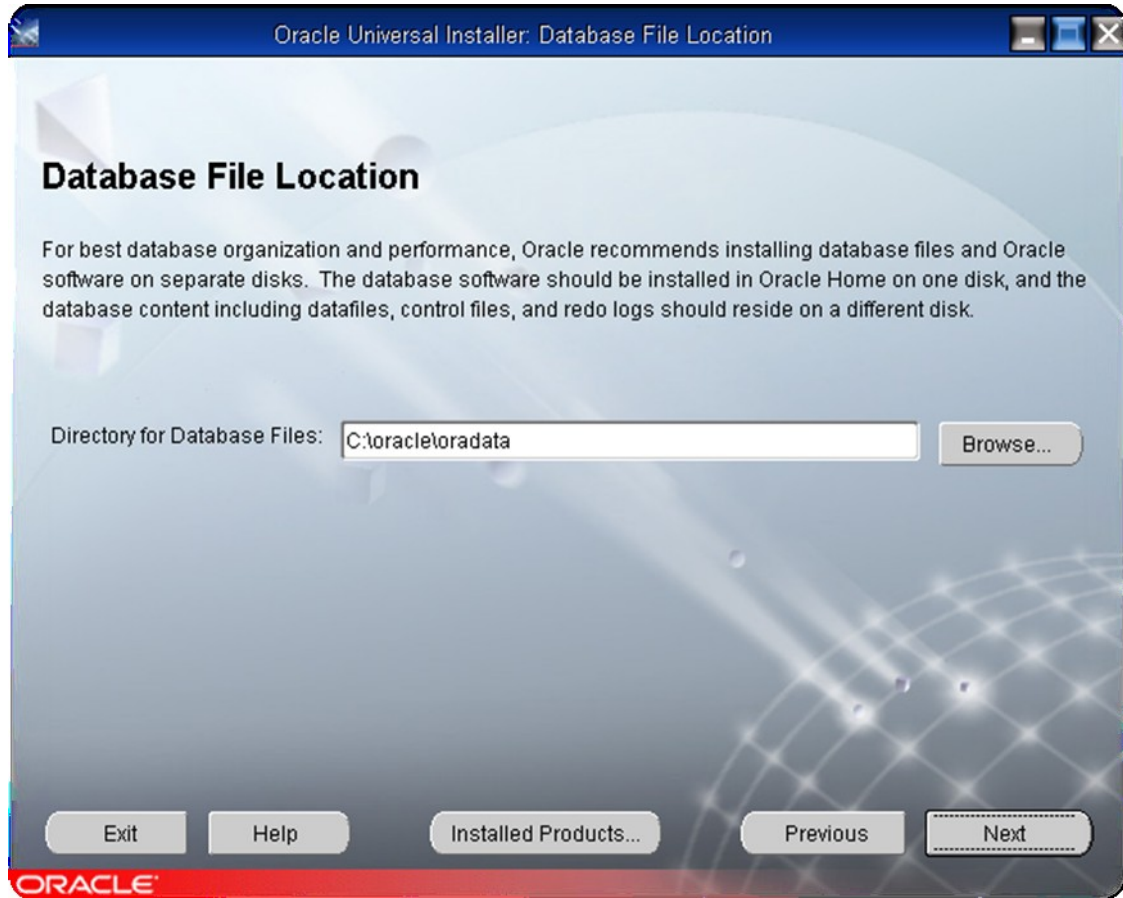 Oracle Universal Installer: Database File Location
Database File Location
For best database organization and performance, Oracle recommends installing database files and Oracle
software on separate disks. The database software should be installed in Oracle Home on one disk, and the
database content including datafiles, control files, and redo logs should reside on a different disk.
Directory for Database Files:
C:\oracle\oradata
Browse...
Exit
Help
Installed Products...
Previous
Next
ORACLE